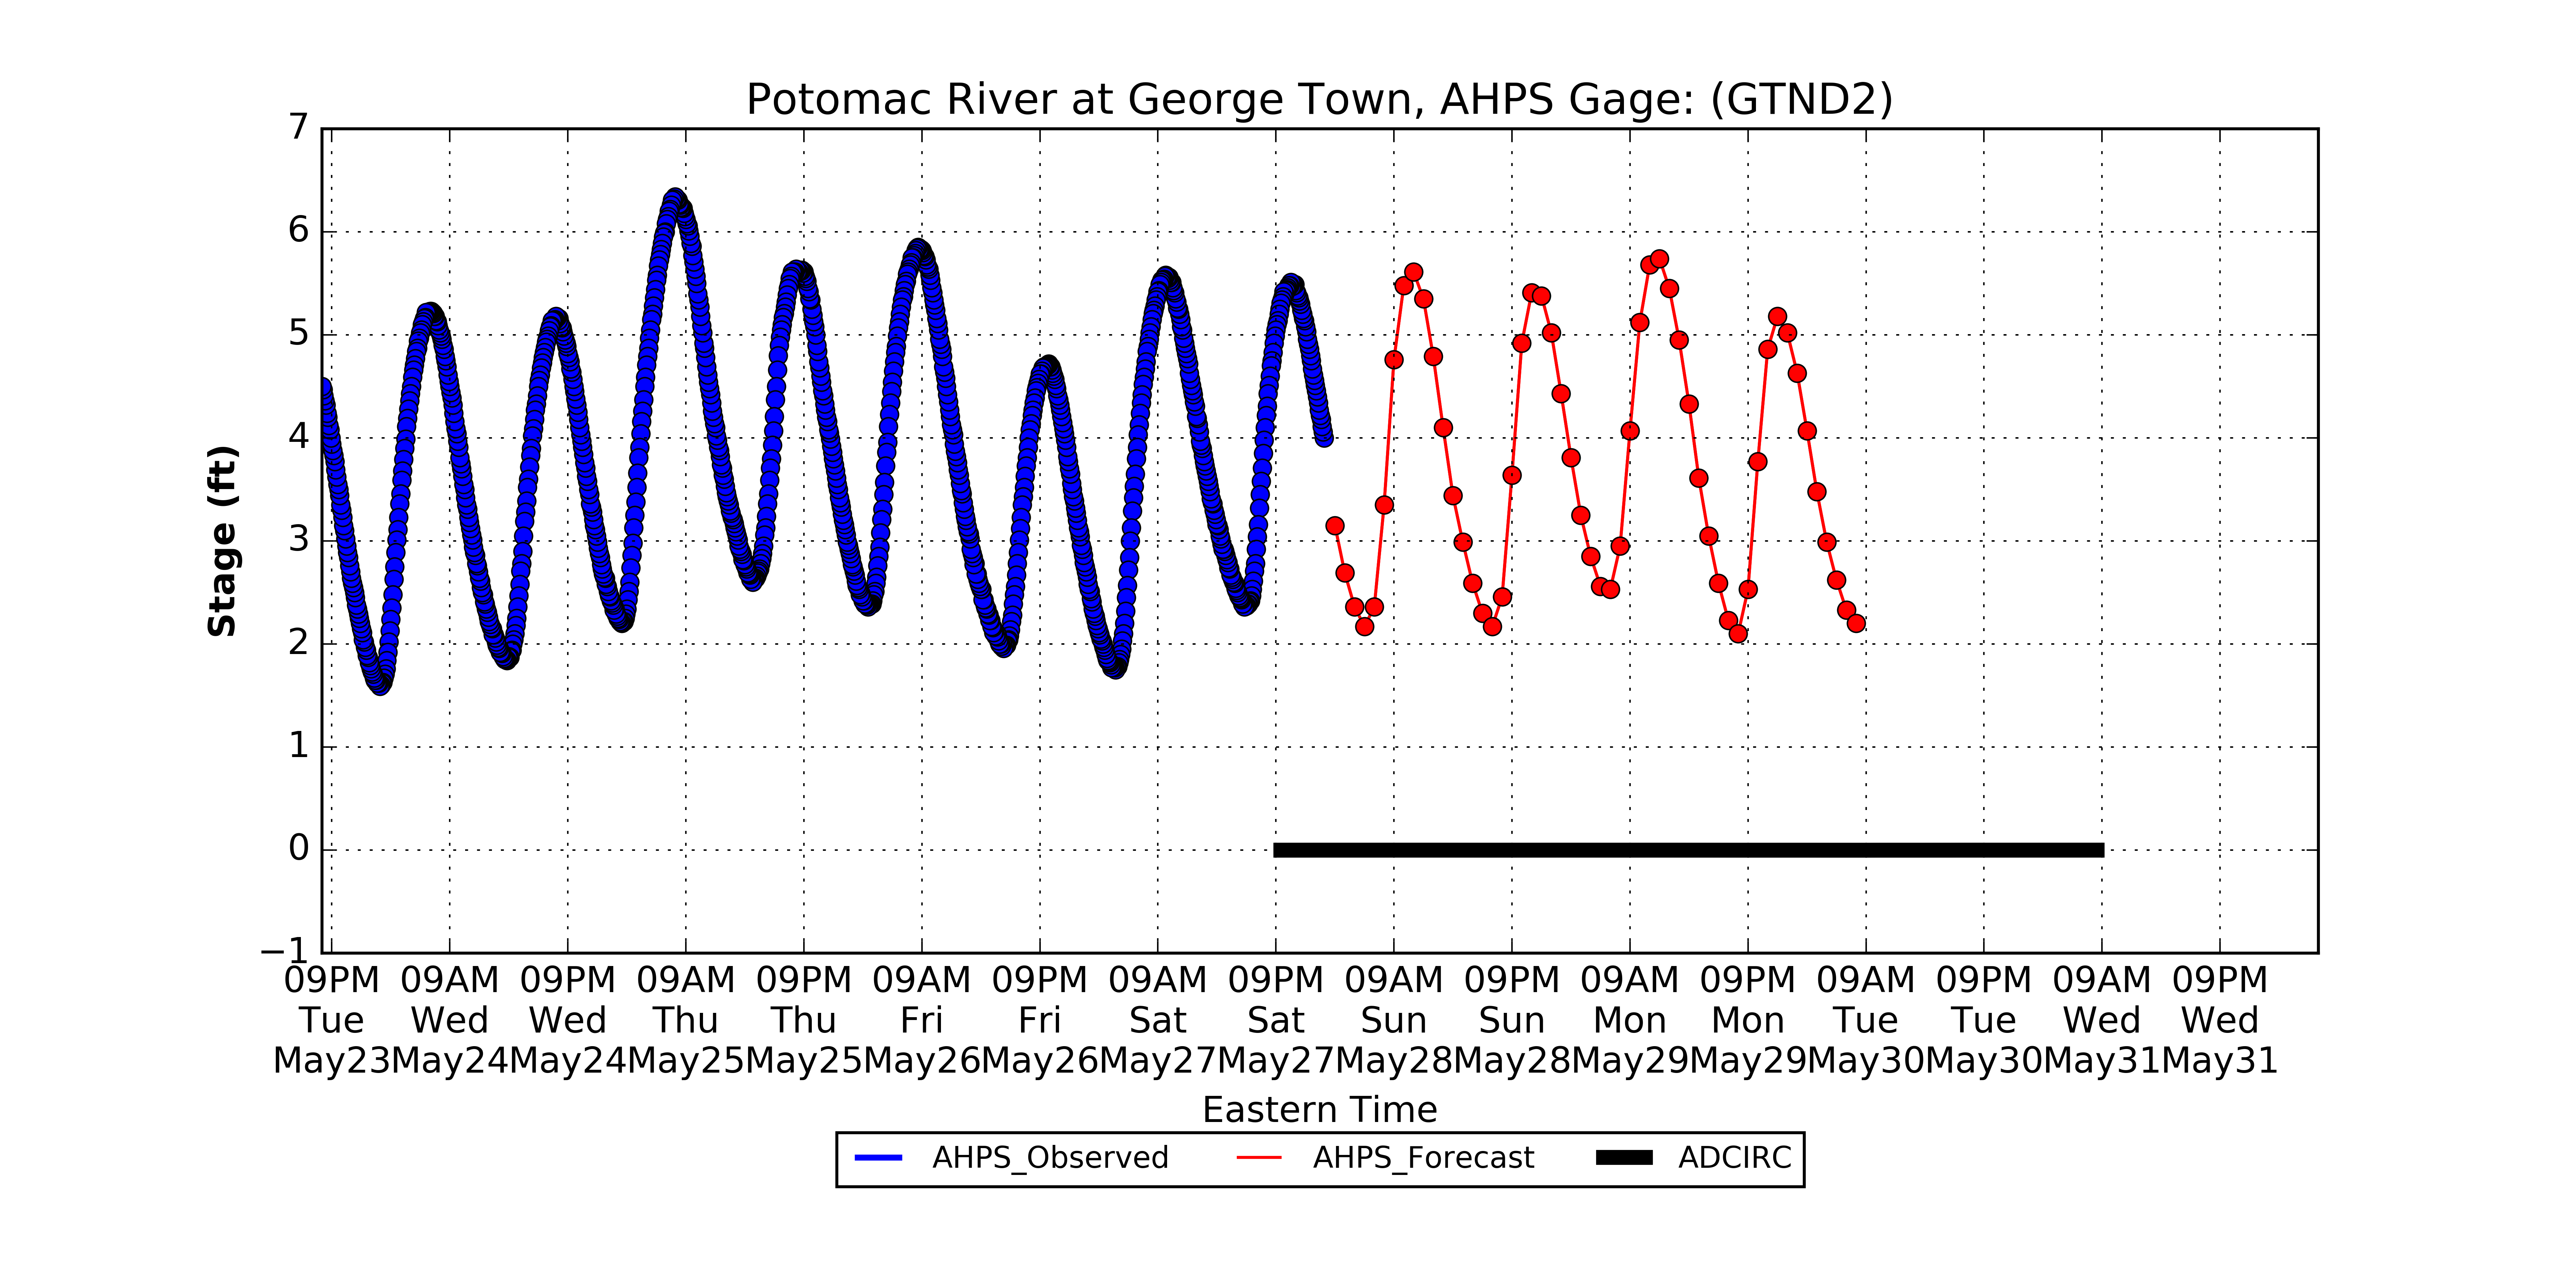 Potomac River at George Town, AHPS Gage: (GTND2)
7
6
5
4
3
2
1
0
−1
Stage (ft)
09PM 09AM 09PM 09AM 09PM 09AM 09PM 09AM 09PM 09AM 09PM 09AM 09PM 09AM 09PM 09AM 09PM
Tue Wed Wed Thu Thu Fri Fri Sat Sat Sun Sun Mon Mon Tue Tue Wed Wed
May23 May24 May24 May25 May25 May26 May26 May27 May27 May28 May28 May29 May29 May30 May30 May31 May31
Eastern Time
AHPS_Observed AHPS_Forecast ADCIRC